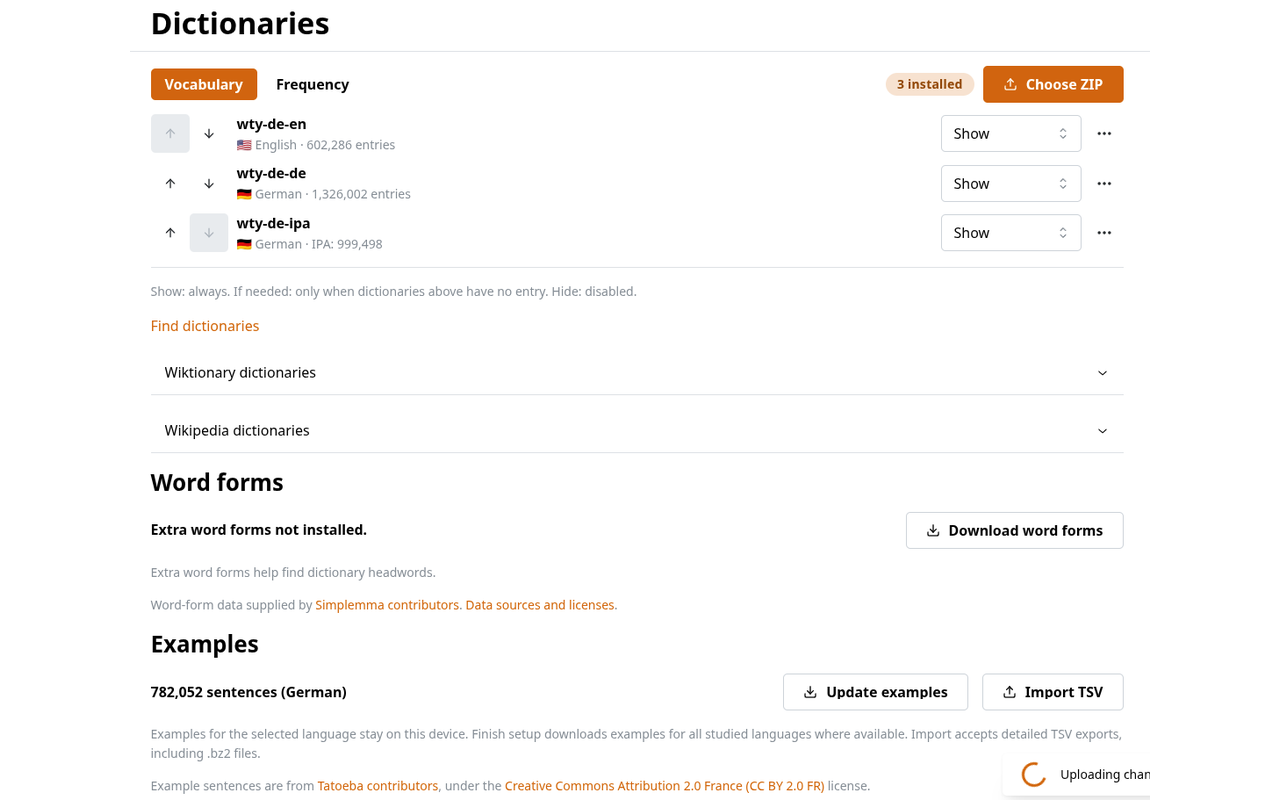 Dictionaries
Vocabulary Frequency 3 installed Choose ZIP
wty-de-en
English · 602,286 entries
Show
wty-de-de
German · 1,326,002 entries
Show
wty-de-ipa
German · IPA: 999,498
Show
Show: always. If needed: only when dictionaries above have no entry. Hide: disabled.
Find dictionaries
Wiktionary dictionaries
Wikipedia dictionaries
Word forms
Extra word forms not installed. Download word forms
Extra word forms help find dictionary headwords.
Word-form data supplied by Simplemma contributors. Data sources and licenses.
Examples
782,052 sentences (German) Update examples Import TSV
Examples for the selected language stay on this device. Finish setup downloads examples for all studied languages where available. Import accepts detailed TSV exports,
including .bz2 files.
Example sentences are from Tatoeba contributors, under the Creative Commons Attribution 2.0 France (CC BY 2.0 FR) license.
Uploading chan